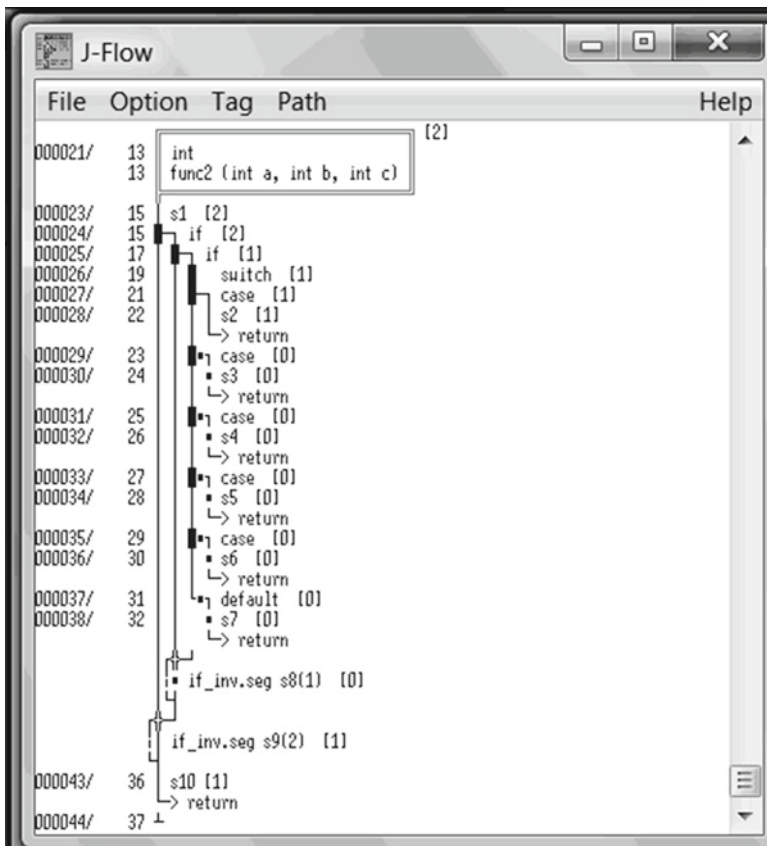 J-Flow
File Option Tag Path Help
[2]
000021/ 13 int
13 func2 (int a, int b, int c)
000023/ 15 s1 [2]
000024/ 15 if [2]
000025/ 17 if [1]
000026/ 19 switch [1]
000027/ 21 case [1]
000028/ 22 s2 [1]
return
000029/ 23 case [0]
000030/ 24 s3 [0]
return
000031/ 25 case [0]
000032/ 26 s4 [0]
return
000033/ 27 case [0]
000034/ 28 s5 [0]
return
000035/ 29 case [0]
000036/ 30 s6 [0]
return
000037/ 31 default [0]
000038/ 32 s7 [0]
return
if_inv.seg s8(1) [0]
if_inv.seg s9(2) [1]
000043/ 36 s10 [1]
return
000044/ 37